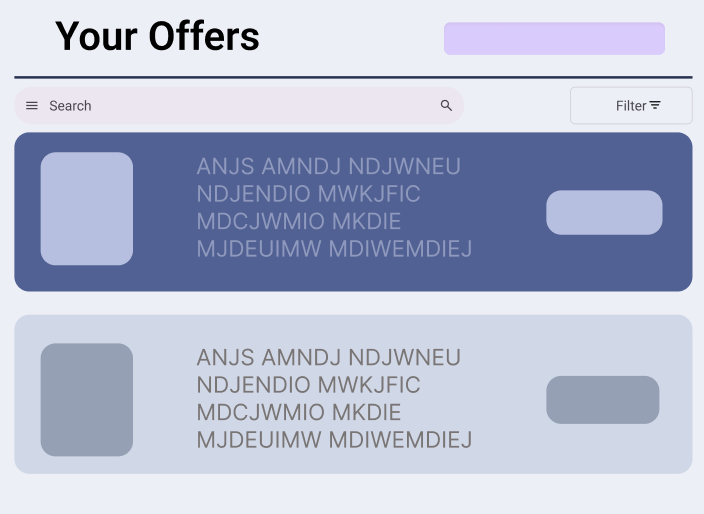 Your Offers
Search
Filter
ANJS AMNDJ NDJWNEU
NDJENDIO MWKJFIC
MDCJWMIO MKDIE
MJDEUIMW MDIWEMDIEJ
ANJS AMNDJ NDJWNEU
NDJENDIO MWKJFIC
MDCJWMIO MKDIE
MJDEUIMW MDIWEMDIEJ